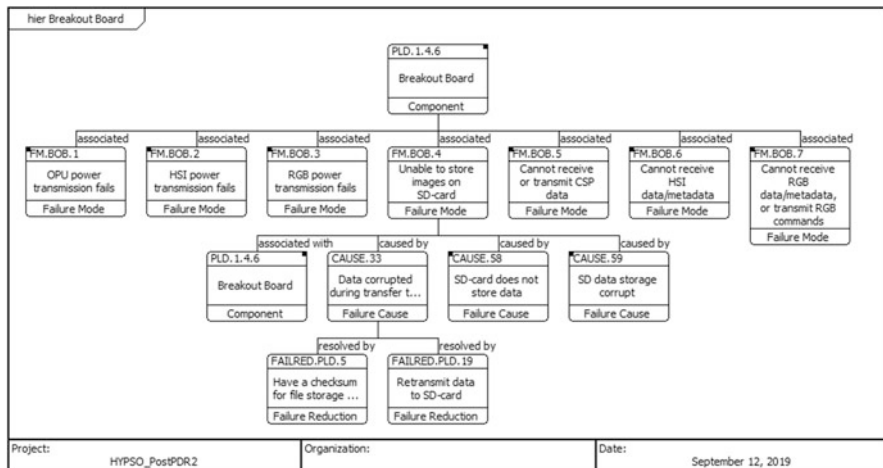 hier Breakout Board
PLD.1.4.6
Breakout Board
Component
associated
associated
associated
associated
associated
associated
associated
FM.BOB.1
OPU power
transmission fails
Failure Mode
FM.BOB.2
HSI power
transmission fails
Failure Mode
FM.BOB.3
RGB power
transmission fails
Failure Mode
FM.BOB.4
Unable to store
images on
SD-card
Failure Mode
FM.BOB.5
Cannot receive
or transmit CSP
data
Failure Mode
FM.BOB.6
Cannot receive
HSI
data/metadata
Failure Mode
FM.BOB.7
Cannot receive
RGB
data/metadata,
or transmit RGB
commands
Failure Mode
associated with
caused by
caused by
caused by
PLD.1.4.6
Breakout Board
Component
CAUSE.33
Data corrupted
during transfer t...
Failure Cause
CAUSE.58
SD-card does not
store data
Failure Cause
CAUSE.59
SD data storage
corrupt
Failure Cause
resolved by
resolved by
FAILRED.PLD.5
Have a checksum
for file storage ...
Failure Reduction
FAILRED.PLD.19
Retransmit data
to SD-card
Failure Reduction
Project:
HYPSO_PostPDR2
Organization:
Date:
September 12, 2019